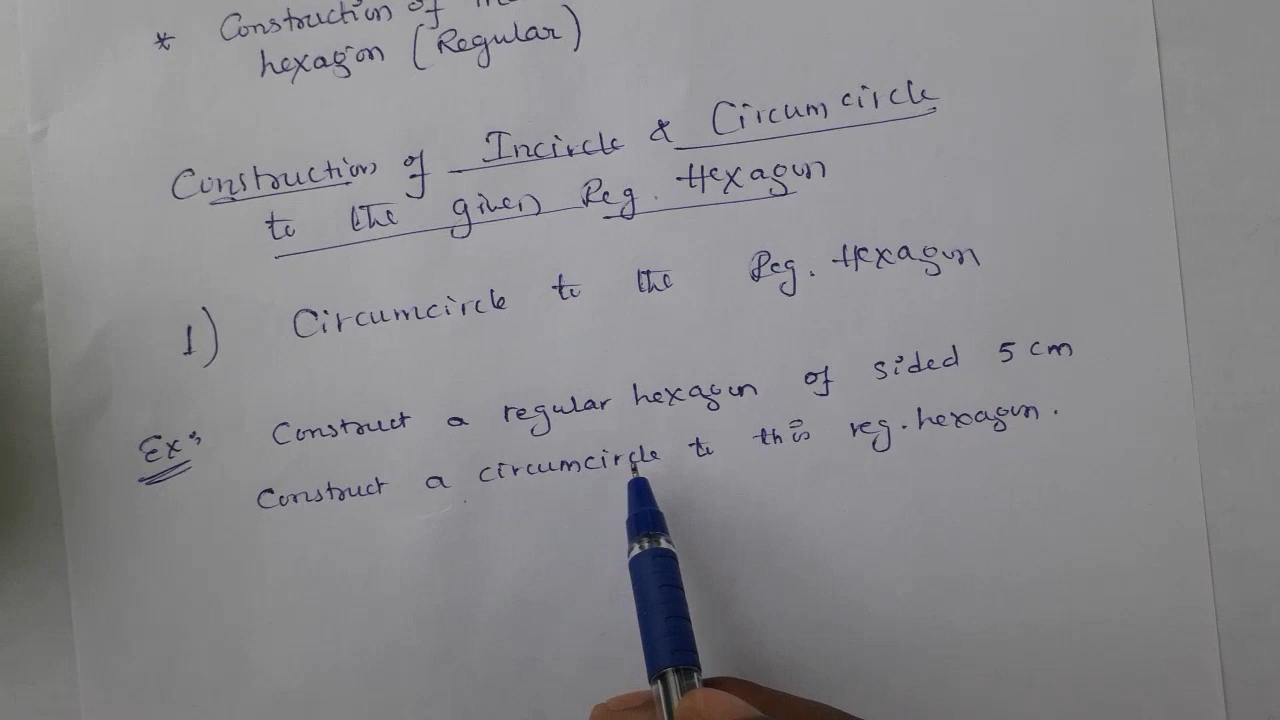 * Construction of
hexagon (Regular)
Construction of Incircle & Circumcircle
to the given Reg. Hexagon
1) Circumcircle to the Reg. Hexagon
Ex: Construct a regular hexagon of sided 5 cm
Construct a circumcircle to this reg. hexagon.